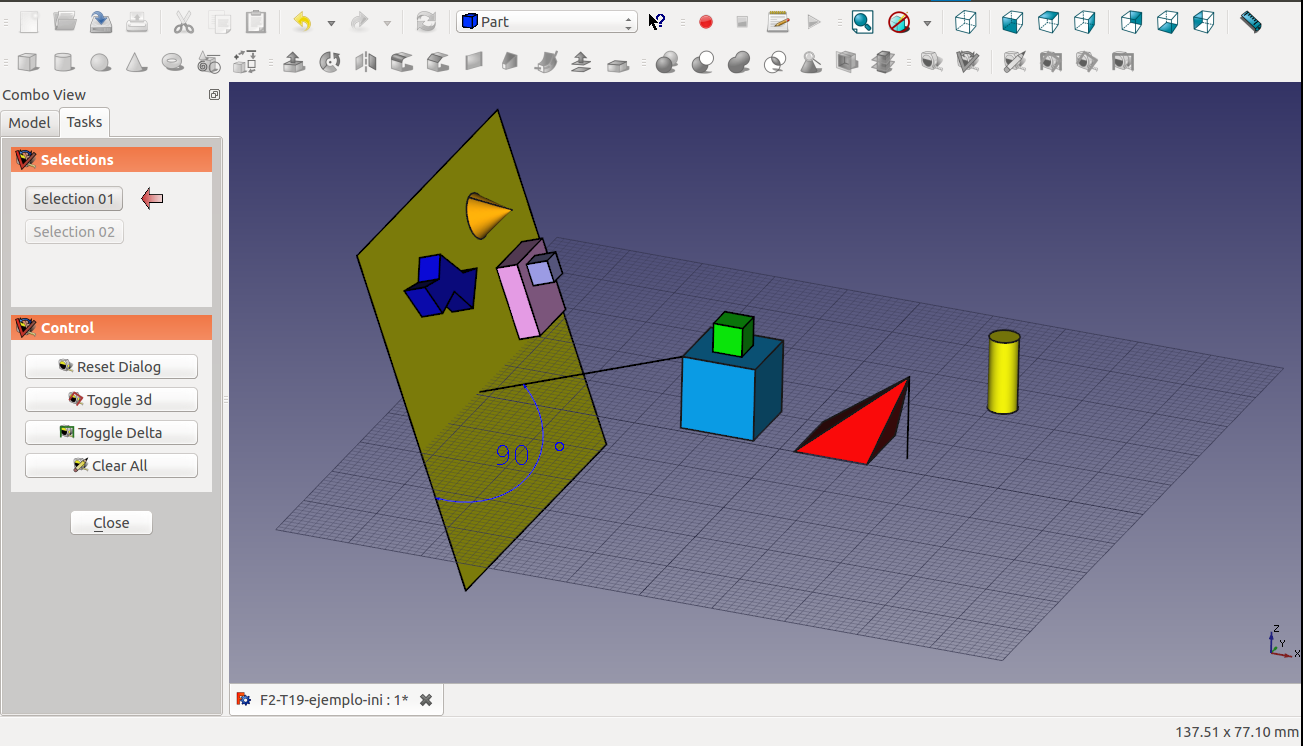 Part
Combo View
Model
Tasks
Selections
Selection 01
Selection 02
Control
Reset Dialog
Toggle 3d
Toggle Delta
Clear All
Close
90 °
Z
Y
X
F2-T19-ejemplo-ini : 1*
137.51 x 77.10 mm